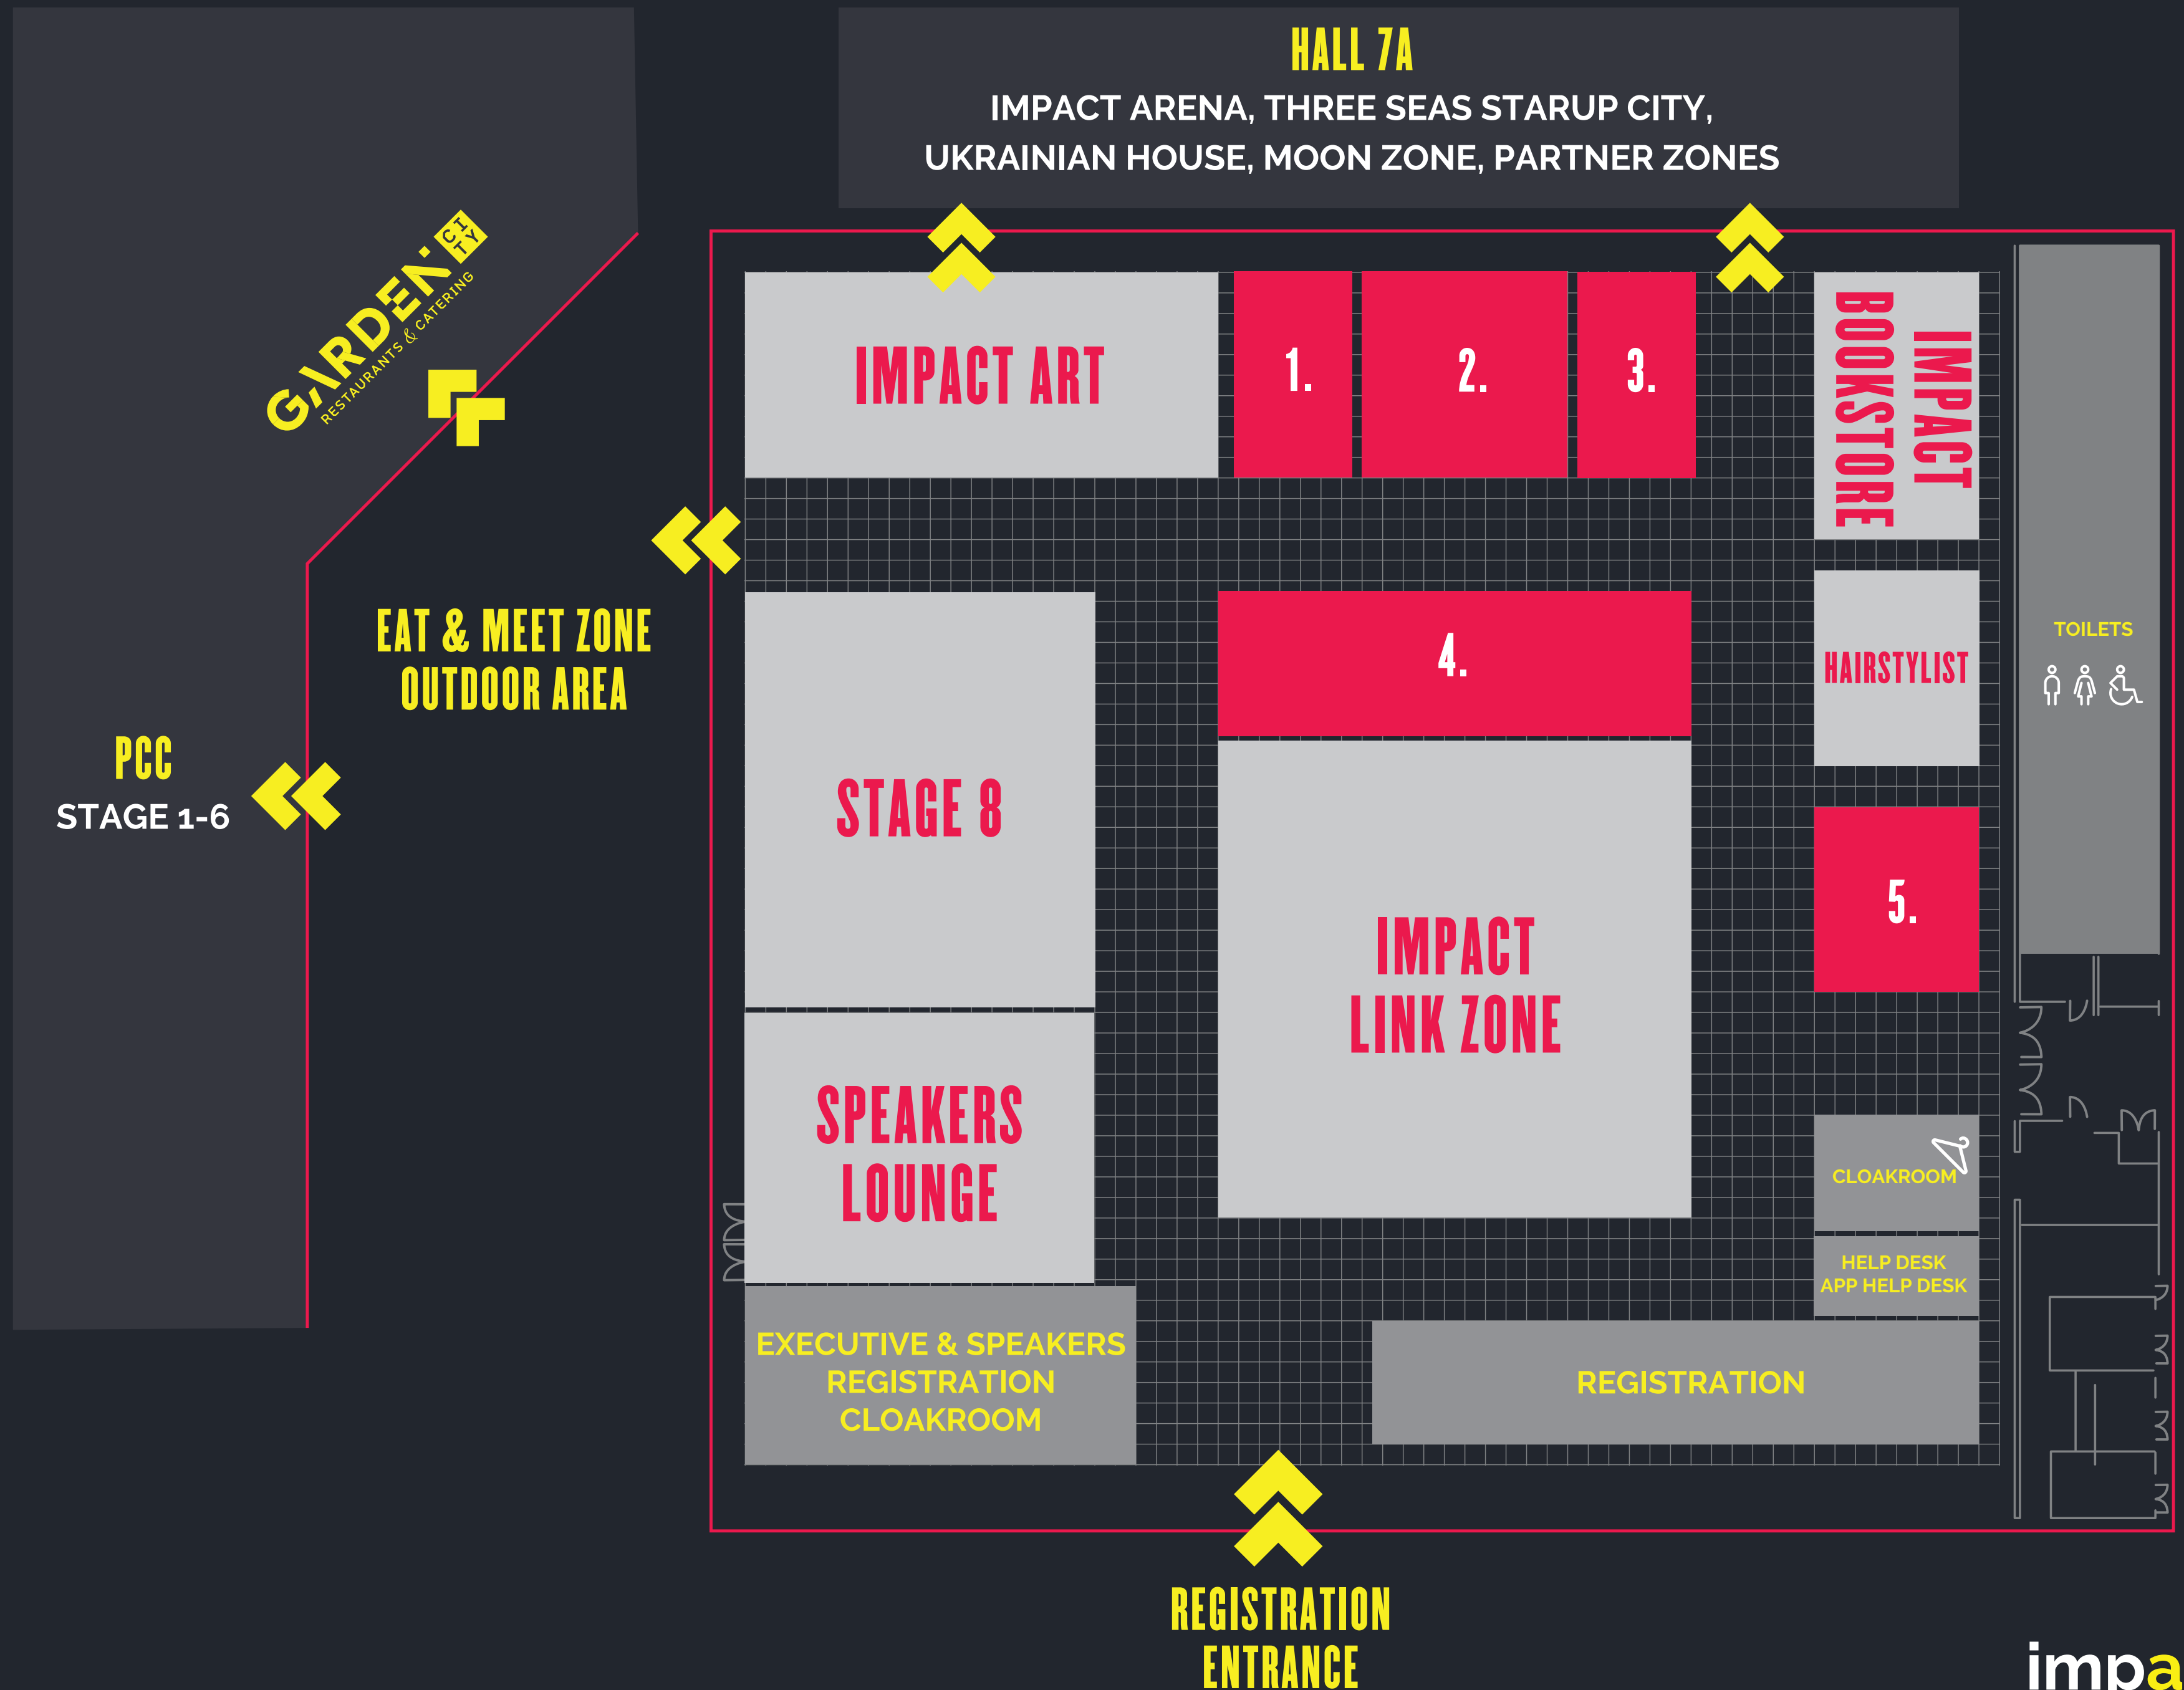 HALL 7A
IMPACT ARENA, THREE SEAS STARUP CITY,
UKRAINIAN HOUSE, MOON ZONE, PARTNER ZONES
GARDEN CITY
RESTAURANTS & CATERING
IMPACT ART
1.
2.
3.
IMPACT
BOOKSTORE
EAT & MEET ZONE
OUTDOOR AREA
4.
HAIRSTYLIST
TOILETS
PCC
STAGE 1-6
STAGE 8
5.
IMPACT
LINK ZONE
SPEAKERS
LOUNGE
CLOAKROOM
HELP DESK
APP HELP DESK
EXECUTIVE & SPEAKERS
REGISTRATION
CLOAKROOM
REGISTRATION
REGISTRATION
ENTRANCE
impa